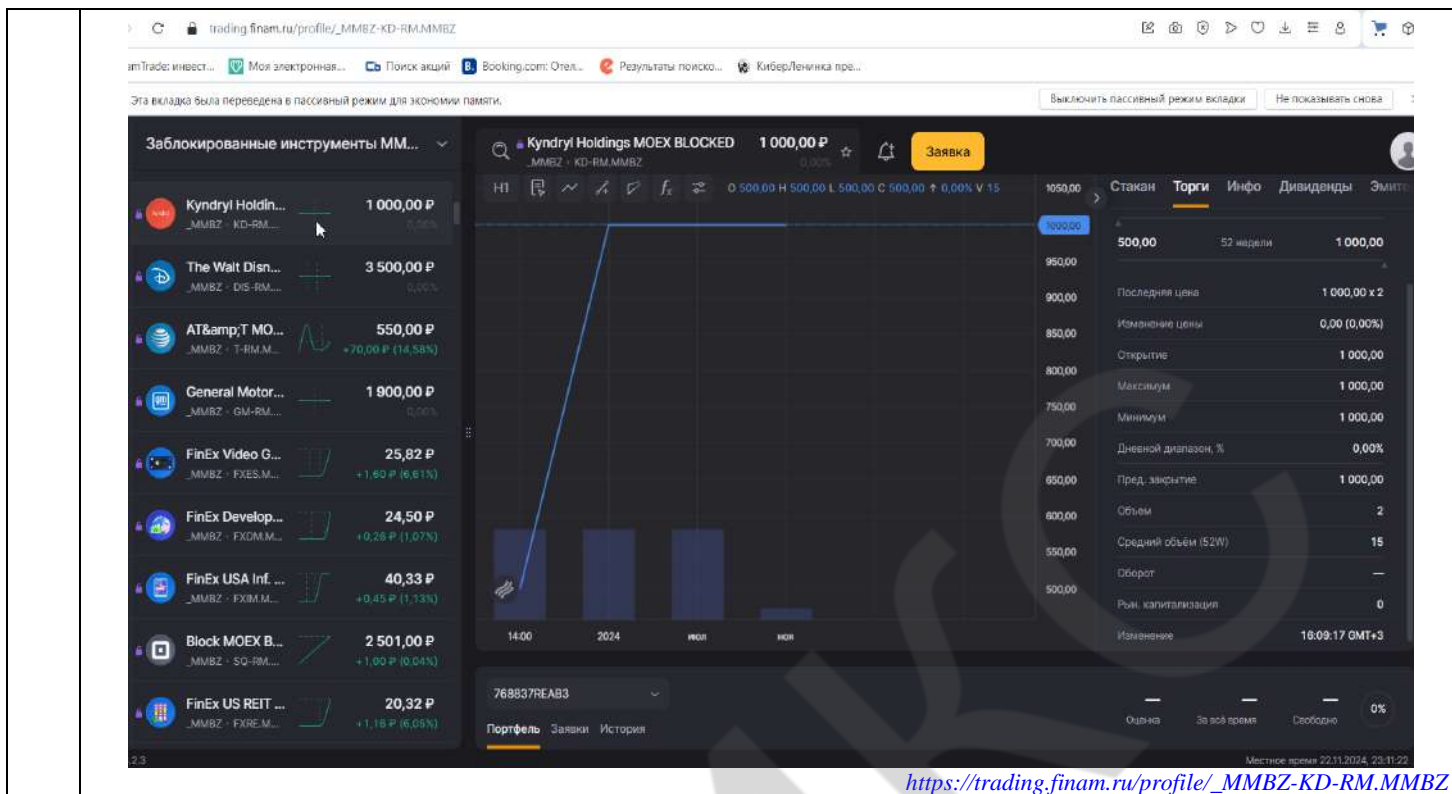 trading.finam.ru/profile/_MMBZ-KD-RM.MMBZ
amTrade: инвест... Моя электронная... Поиск акций Booking.com: Отел... Результаты поиско... КиберЛенинка пре...
Эта вкладка была переведена в пассивный режим для экономии памяти. Выключить пассивный режим вкладки Не показывать снова
Заблокированные инструменты MM...
Kyndryl Holdin... 1 000,00 ₽
_MMBZ · KD-RM.... 0,00%
The Walt Disn... 3 500,00 ₽
_MMBZ · DIS-RM.... 0,00%
AT&amp;T MO... 550,00 ₽
_MMBZ · T-RM.M... +70,00 ₽ (14,58%)
General Motor... 1 900,00 ₽
_MMBZ · GM-RM.... 0,00%
FinEx Video G... 25,82 ₽
_MMBZ · FXES.M... +1,60 ₽ (6,61%)
FinEx Develop... 24,50 ₽
_MMBZ · FXDM.M... +0,26 ₽ (1,07%)
FinEx USA Inf. ... 40,33 ₽
_MMBZ · FXIM.M... +0,45 ₽ (1,13%)
Block MOEX B... 2 501,00 ₽
_MMBZ · SQ-RM.... +1,00 ₽ (0,04%)
FinEx US REIT ... 20,32 ₽
_MMBZ · FXRE.M... +1,16 ₽ (6,05%)
.2.3
Kyndryl Holdings MOEX BLOCKED 1 000,00 ₽
_MMBZ · KD-RM.MMBZ 0,00%
Заявка
H1 fx O 500,00 H 500,00 L 500,00 C 500,00 ↑ 0,00% V 15
1050,00
1000,00
950,00
900,00
850,00
800,00
750,00
700,00
650,00
600,00
550,00
500,00
14:00 2024 июл ноя
Стакан Торги Инфо Дивиденды Эмите
500,00 52 недели 1 000,00
Последняя цена 1 000,00 x 2
Изменение цены 0,00 (0,00%)
Открытие 1 000,00
Максимум 1 000,00
Минимум 1 000,00
Дневной диапазон, % 0,00%
Пред. закрытие 1 000,00
Объем 2
Средний объём (52W) 15
Оборот —
Рын. капитализация 0
Изменение 16:09:17 GMT+3
768837REAB3
Портфель Заявки История
— — — 0%
Оценка За всё время Свободно
Местное время 22.11.2024, 23:11:22
https://trading.finam.ru/profile/_MMBZ-KD-RM.MMBZ